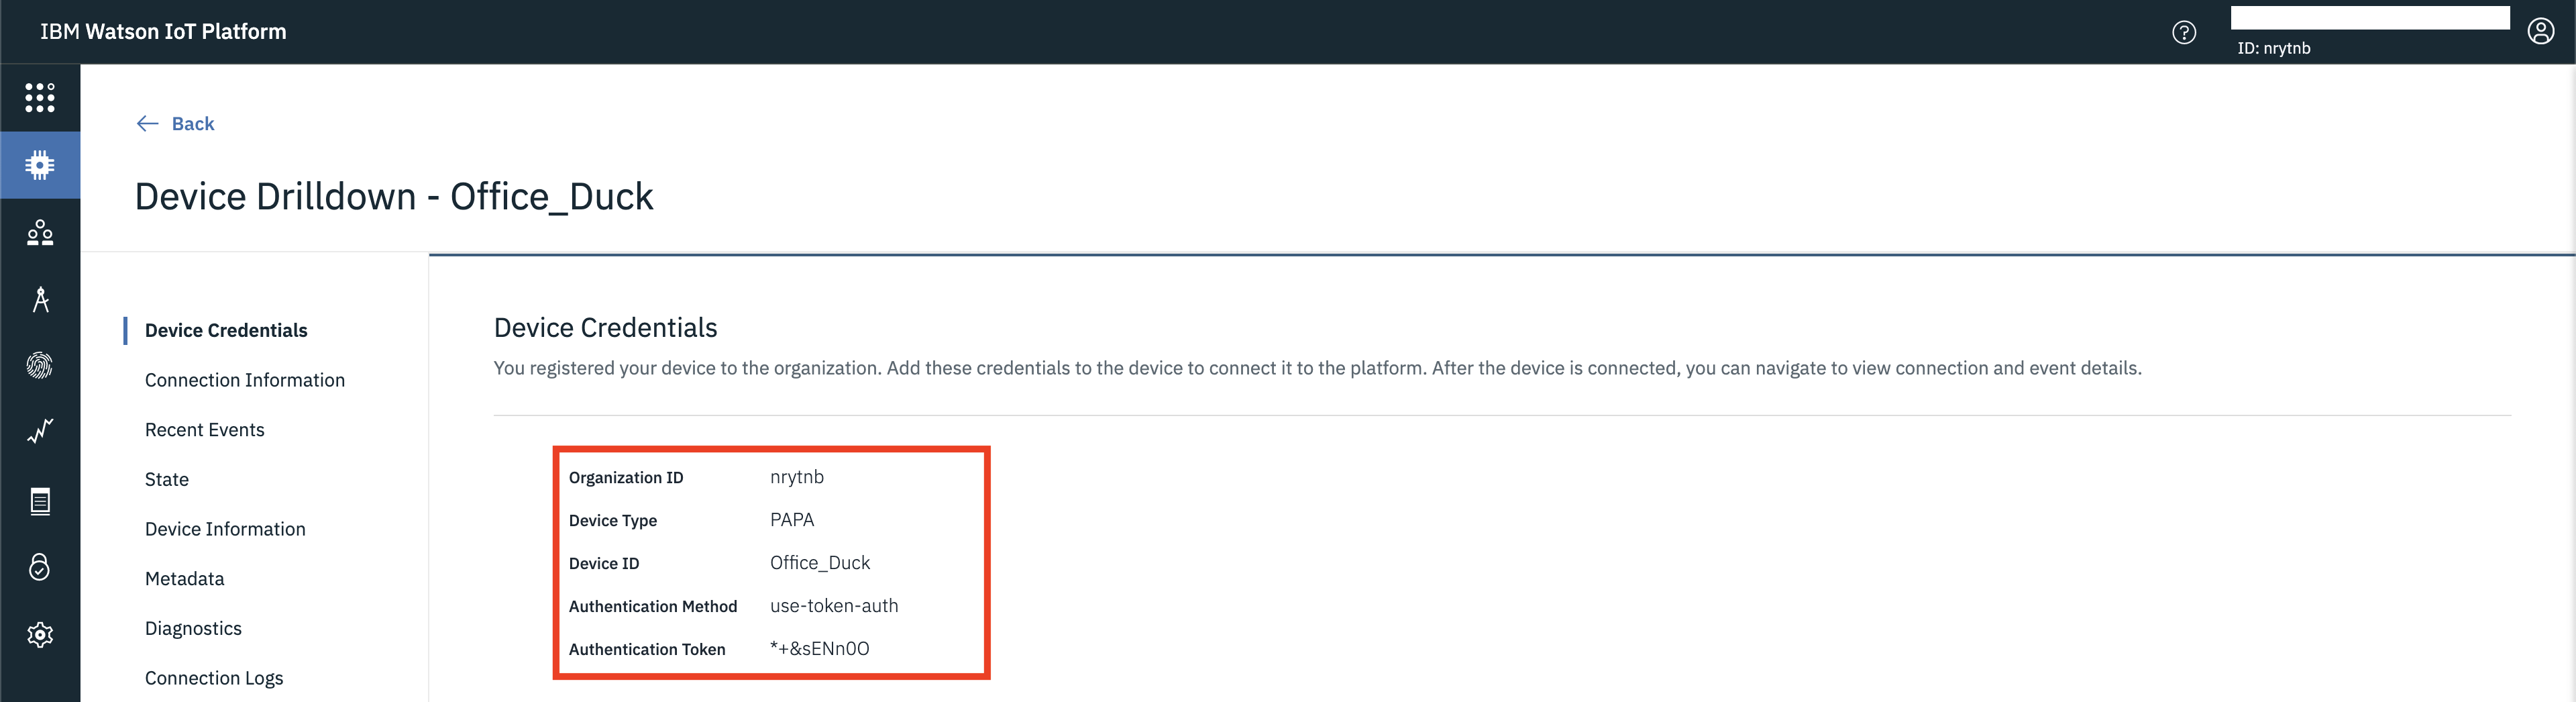 IBM Watson IoT Platform
?
ID: nrytnb
Back
Device Drilldown - Office_Duck
Device Credentials
Connection Information
Recent Events
State
Device Information
Metadata
Diagnostics
Connection Logs
Device Credentials
You registered your device to the organization. Add these credentials to the device to connect it to the platform. After the device is connected, you can navigate to view connection and event details.
Organization ID nrytnb
Device Type PAPA
Device ID Office_Duck
Authentication Method use-token-auth
Authentication Token *+&sENn0O